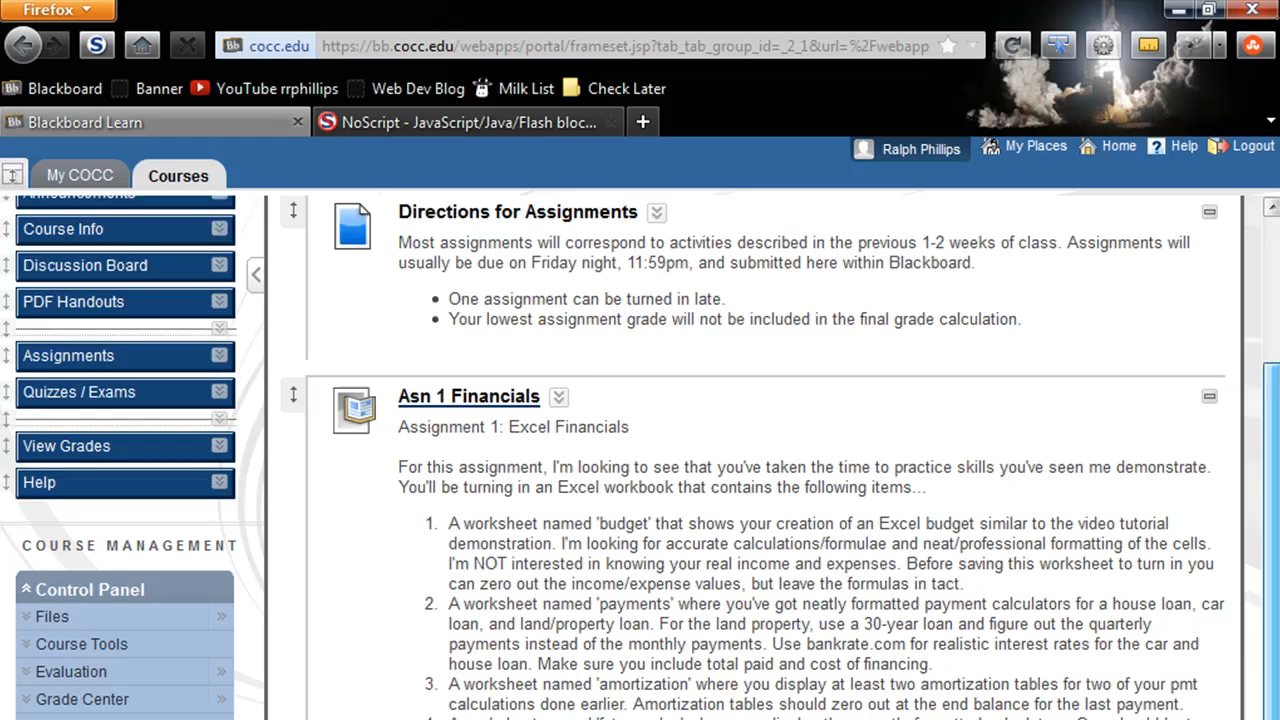 Firefox
S
Bb cocc.edu https://bb.cocc.edu/webapps/portal/frameset.jsp?tab_tab_group_id=_2_1&url=%2Fwebapp
Bb Blackboard Banner YouTube rrphillips Web Dev Blog Milk List Check Later
Bb Blackboard Learn × S NoScript - JavaScript/Java/Flash bloc... × +
Ralph Phillips My Places Home ? Help Logout
My COCC Courses
Announcements
Course Info
Discussion Board
PDF Handouts
Assignments
Quizzes / Exams
View Grades
Help
COURSE MANAGEMENT
Control Panel
Files
Course Tools
Evaluation
Grade Center
Directions for Assignments
Most assignments will correspond to activities described in the previous 1-2 weeks of class. Assignments will
usually be due on Friday night, 11:59pm, and submitted here within Blackboard.
• One assignment can be turned in late.
• Your lowest assignment grade will not be included in the final grade calculation.
Asn 1 Financials
Assignment 1: Excel Financials
For this assignment, I'm looking to see that you've taken the time to practice skills you've seen me demonstrate.
You'll be turning in an Excel workbook that contains the following items...
1. A worksheet named 'budget' that shows your creation of an Excel budget similar to the video tutorial
demonstration. I'm looking for accurate calculations/formulae and neat/professional formatting of the cells.
I'm NOT interested in knowing your real income and expenses. Before saving this worksheet to turn in you
can zero out the income/expense values, but leave the formulas in tact.
2. A worksheet named 'payments' where you've got neatly formatted payment calculators for a house loan, car
loan, and land/property loan. For the land property, use a 30-year loan and figure out the quarterly
payments instead of the monthly payments. Use bankrate.com for realistic interest rates for the car and
house loan. Make sure you include total paid and cost of financing.
3. A worksheet named 'amortization' where you display at least two amortization tables for two of your pmt
calculations done earlier. Amortization tables should zero out at the end balance for the last payment.